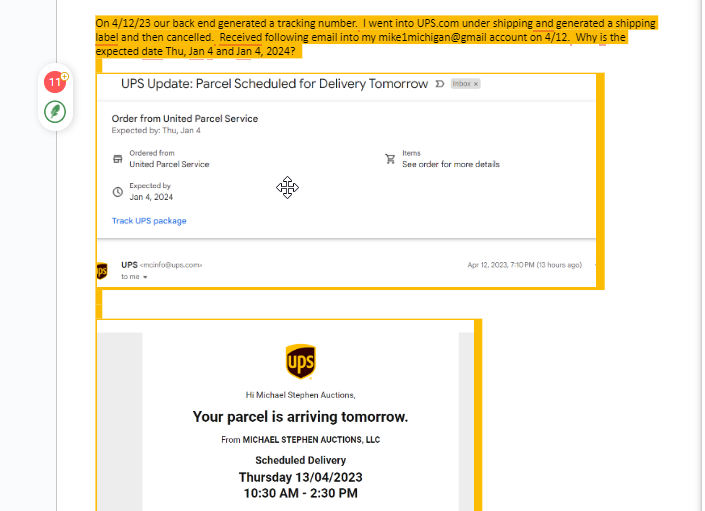 On 4/12/23 our back end generated a tracking number.  I went into UPS.com under shipping and generated a shipping
label and then cancelled.  Received following email into my mike1michigan@gmail account on 4/12.  Why is the
expected date Thu, Jan 4 and Jan 4, 2024?
11
UPS Update: Parcel Scheduled for Delivery Tomorrow Inbox x
Order from United Parcel Service
Expected by: Thu, Jan 4
Ordered from
United Parcel Service
Items
See order for more details
Expected by
Jan 4, 2024
Track UPS package
ups
UPS <mcinfo@ups.com>
Apr 12, 2023, 7:10 PM (13 hours ago)
to me
ups
Hi Michael Stephen Auctions,
Your parcel is arriving tomorrow.
From MICHAEL STEPHEN AUCTIONS, LLC
Scheduled Delivery
Thursday 13/04/2023
10:30 AM - 2:30 PM